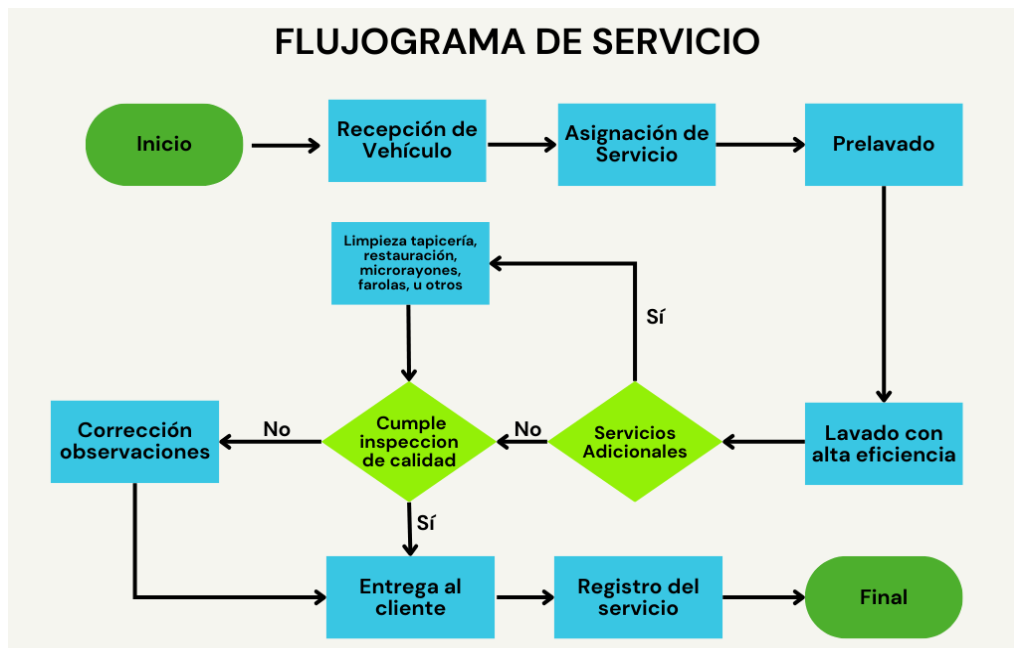 FLUJOGRAMA DE SERVICIO
Inicio
Recepción de
Vehículo
Asignación de
Servicio
Prelavado
Limpieza tapicería,
restauración,
microrayones,
farolas, u otros
Sí
Corrección
observaciones
No
Cumple
inspeccion
de calidad
No
Servicios
Adicionales
Lavado con
alta eficiencia
Sí
Entrega al
cliente
Registro del
servicio
Final